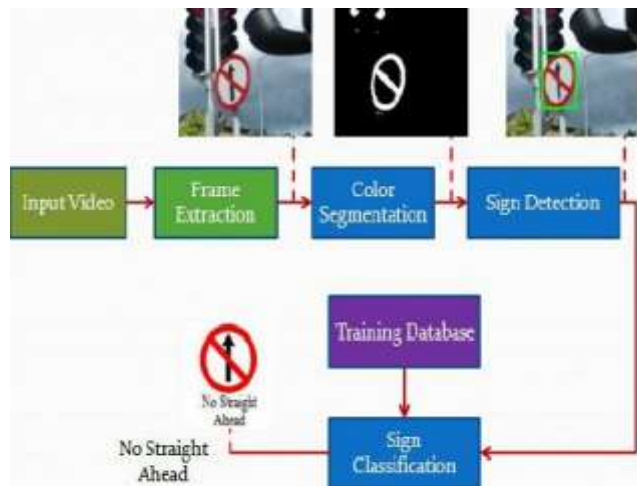 Input Video
Frame
Extraction
Color
Segmentation
Sign Detection
Training Database
No Straight
Ahead
No Straight
Ahead
Sign
Classification